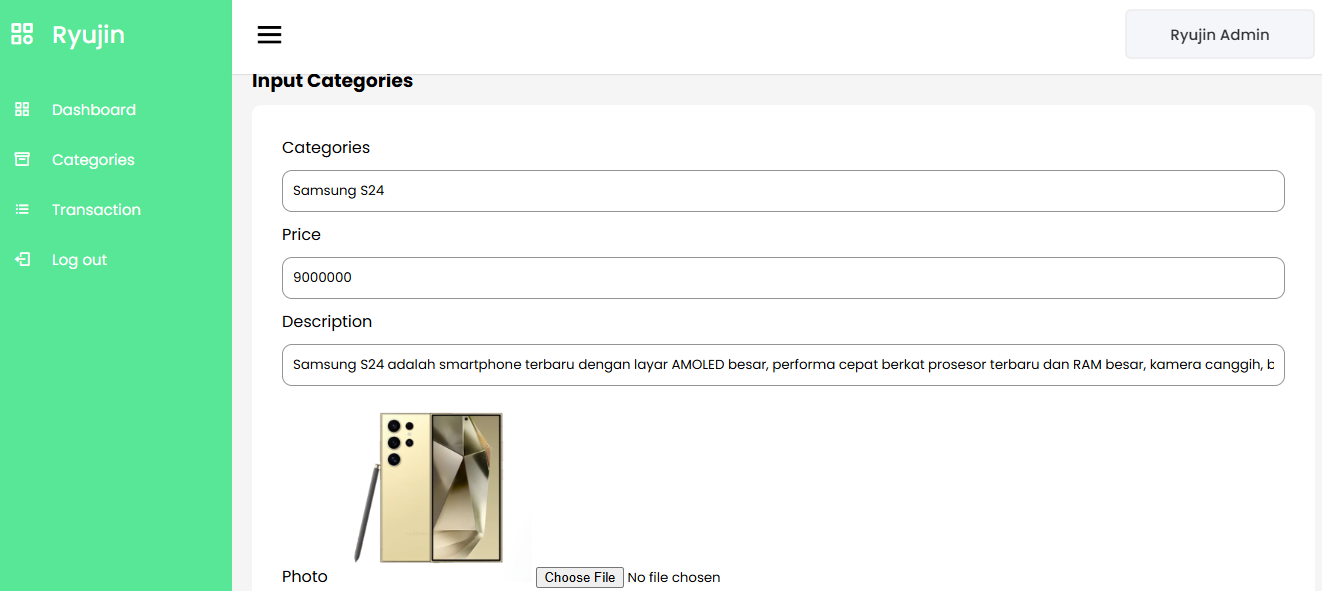 Ryujin
Ryujin Admin
Dashboard
Categories
Transaction
Log out
Input Categories
Categories
Samsung S24
Price
9000000
Description
Samsung S24 adalah smartphone terbaru dengan layar AMOLED besar, performa cepat berkat prosesor terbaru dan RAM besar, kamera canggih, b
Photo
Choose File No file chosen